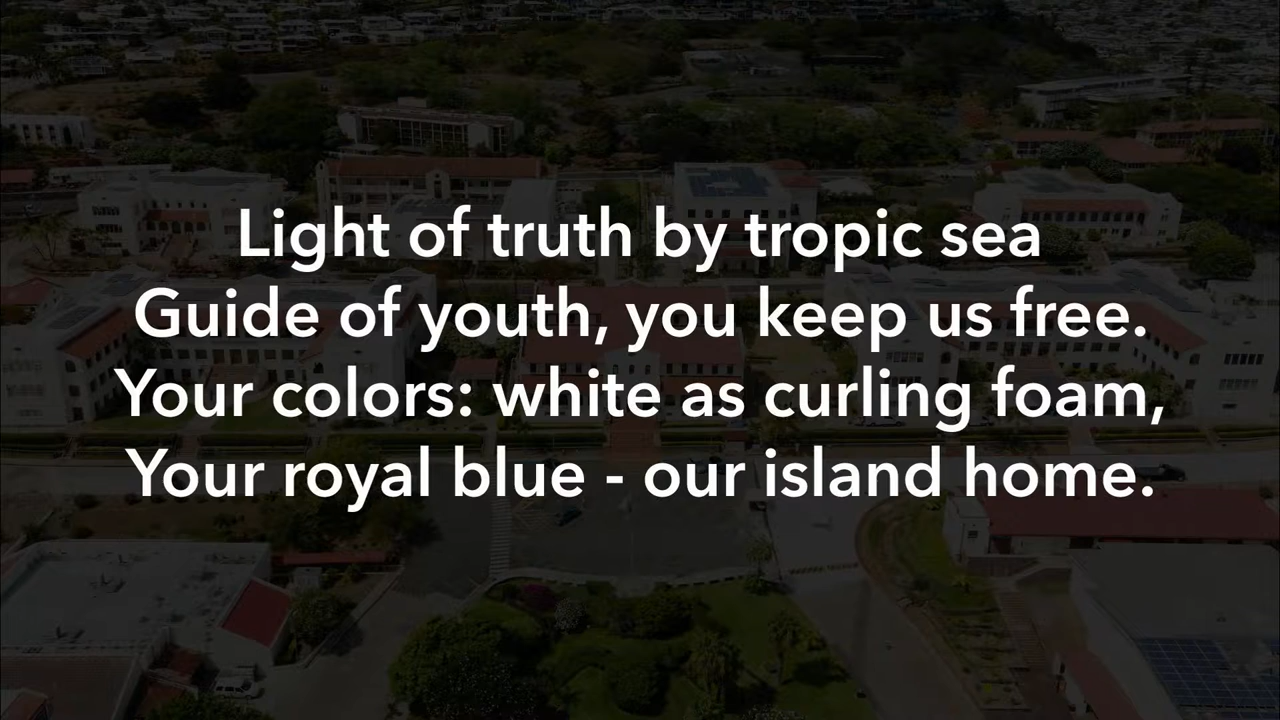 Light of truth by tropic sea
Guide of youth, you keep us free.
Your colors: white as curling foam,
Your royal blue - our island home.